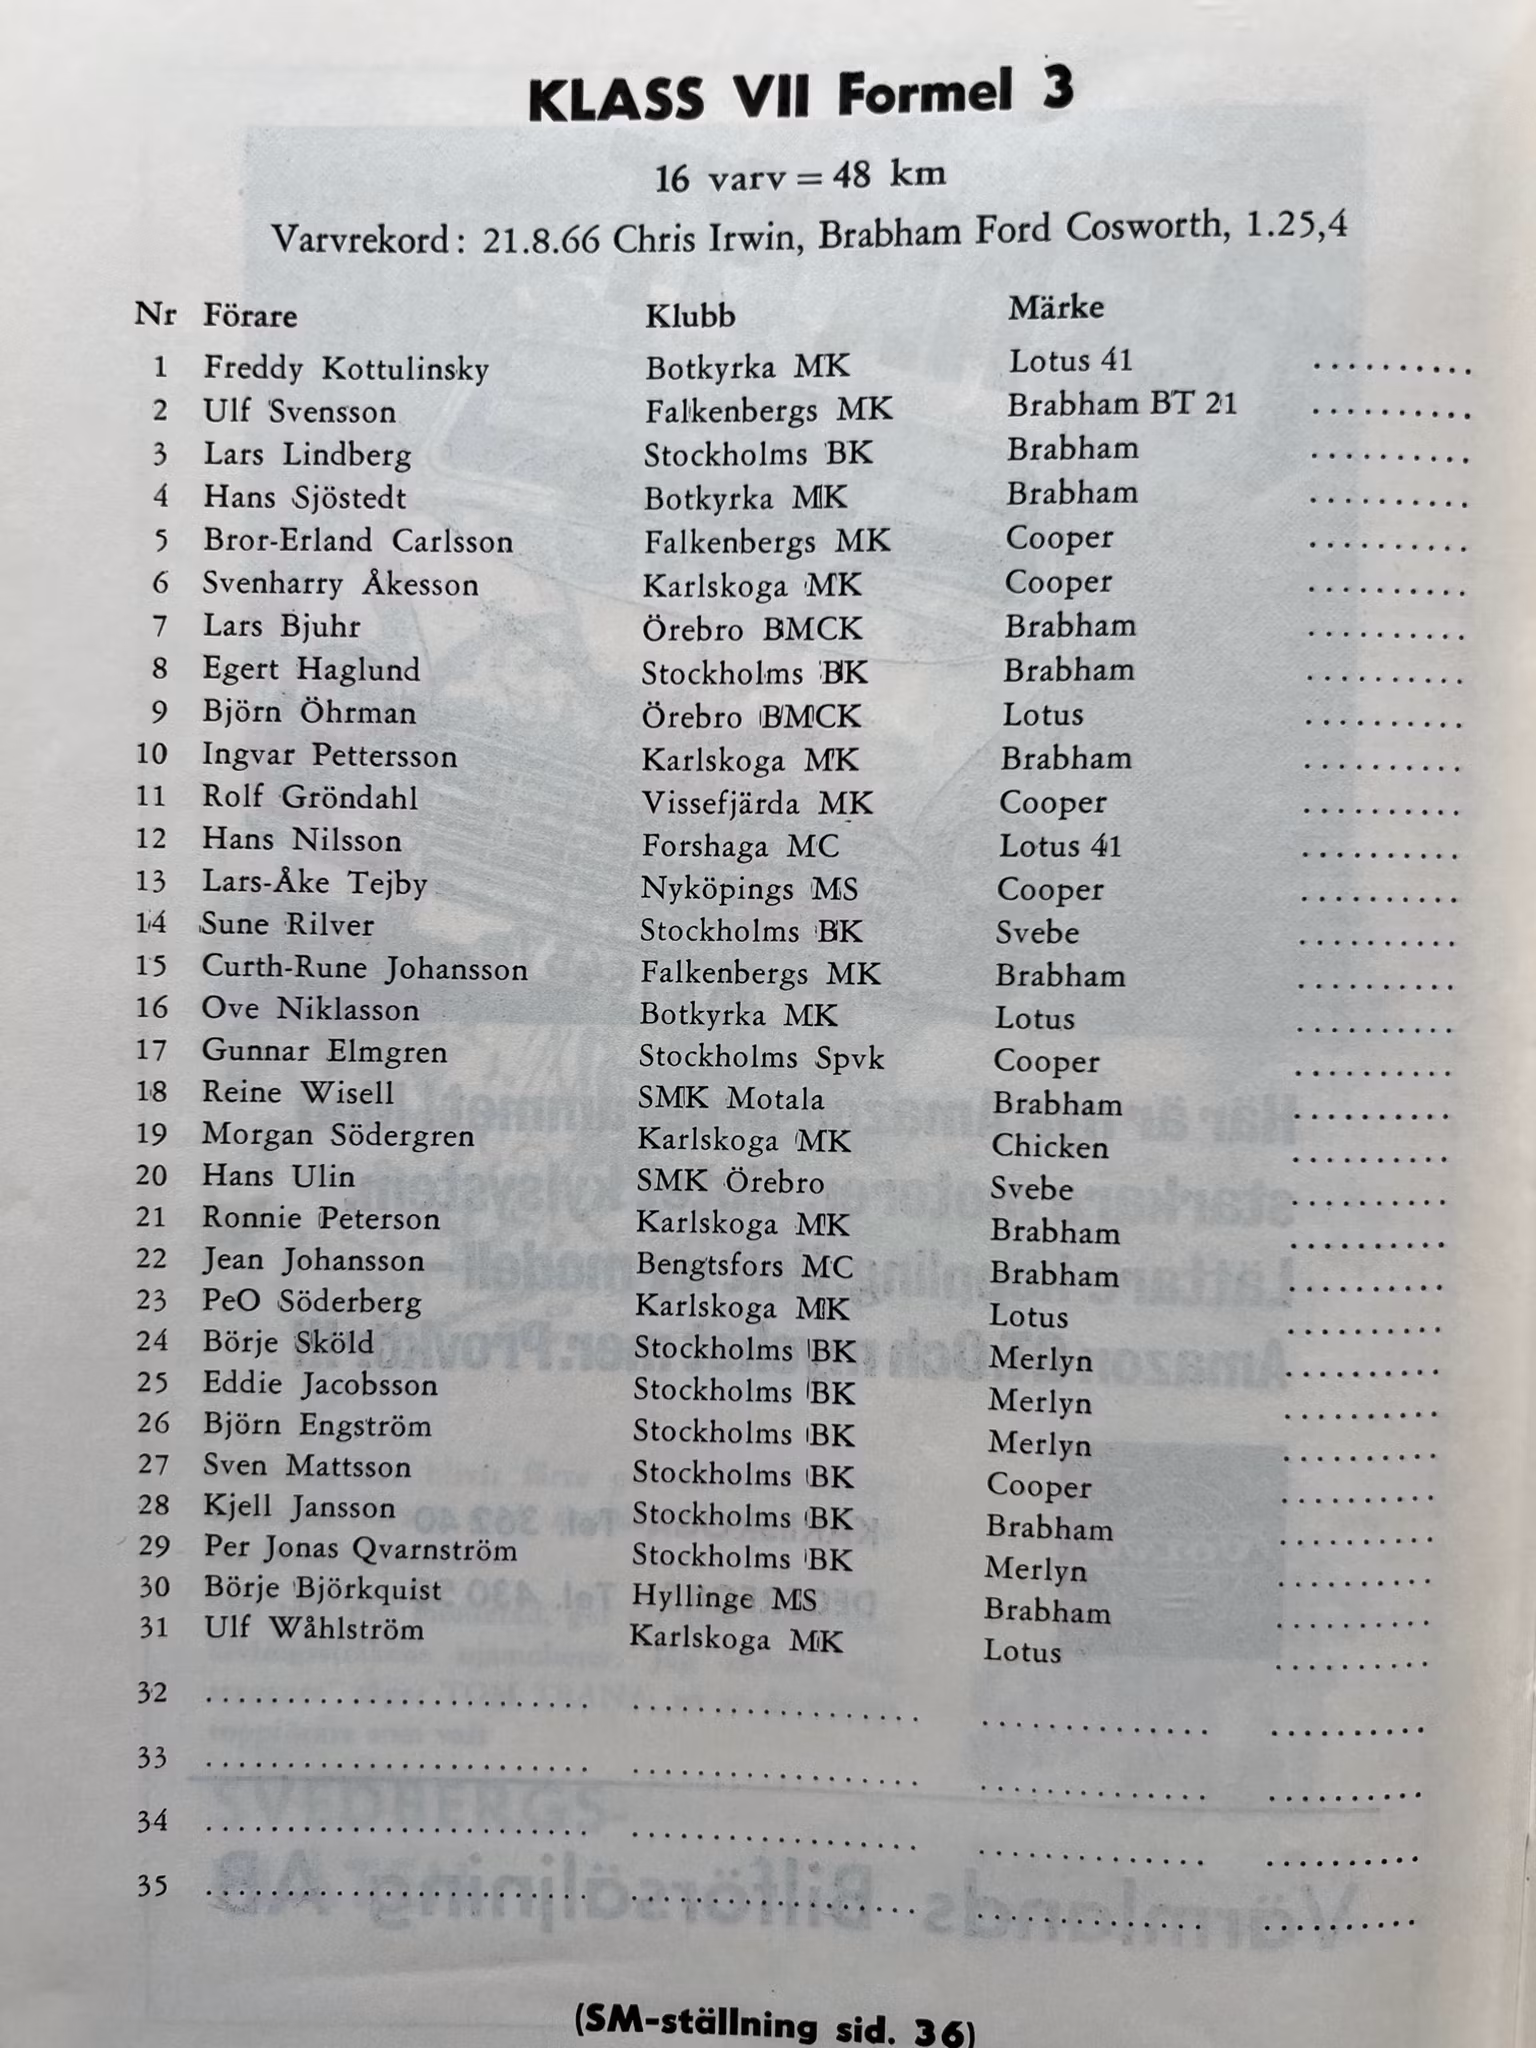 KLASS VII Formel 3
16 varv = 48 km
Varvrekord: 21.8.66 Chris Irwin, Brabham Ford Cosworth, 1.25,4
Nr Förare Klubb Märke
1 Freddy Kottulinsky Botkyrka MK Lotus 41 ..........
2 Ulf Svensson Falkenbergs MK Brabham BT 21 ..........
3 Lars Lindberg Stockholms BK Brabham ..........
4 Hans Sjöstedt Botkyrka MK Brabham ..........
5 Bror-Erland Carlsson Falkenbergs MK Cooper ..........
6 Svenharry Åkesson Karlskoga MK Cooper ..........
7 Lars Bjuhr Örebro BMCK Brabham ..........
8 Egert Haglund Stockholms BK Brabham ..........
9 Björn Öhrman Örebro BMCK Lotus ..........
10 Ingvar Pettersson Karlskoga MK Brabham ..........
11 Rolf Gröndahl Vissefjärda MK Cooper ..........
12 Hans Nilsson Forshaga MC Lotus 41 ..........
13 Lars-Åke Tejby Nyköpings MS Cooper ..........
14 Sune Rilver Stockholms BK Svebe ..........
15 Curth-Rune Johansson Falkenbergs MK Brabham ..........
16 Ove Niklasson Botkyrka MK Lotus ..........
17 Gunnar Elmgren Stockholms Spvk Cooper ..........
18 Reine Wisell SMK Motala Brabham ..........
19 Morgan Södergren Karlskoga MK Chicken ..........
20 Hans Ulin SMK Örebro Svebe ..........
21 Ronnie Peterson Karlskoga MK Brabham ..........
22 Jean Johansson Bengtsfors MC Brabham ..........
23 PeO Söderberg Karlskoga MK Lotus ..........
24 Börje Sköld Stockholms BK Merlyn ..........
25 Eddie Jacobsson Stockholms BK Merlyn ..........
26 Björn Engström Stockholms BK Merlyn ..........
27 Sven Mattsson Stockholms BK Cooper ..........
28 Kjell Jansson Stockholms BK Brabham ..........
29 Per Jonas Qvarnström Stockholms BK Merlyn ..........
30 Börje Björkquist Hyllinge MS Brabham ..........
31 Ulf Wåhlström Karlskoga MK Lotus ..........
32 ........................ .................. .............. ..........
33 ........................ .................. .............. ..........
34 ........................ .................. .............. ..........
35 ........................ .................. .............. ..........
(SM-ställning sid. 36)